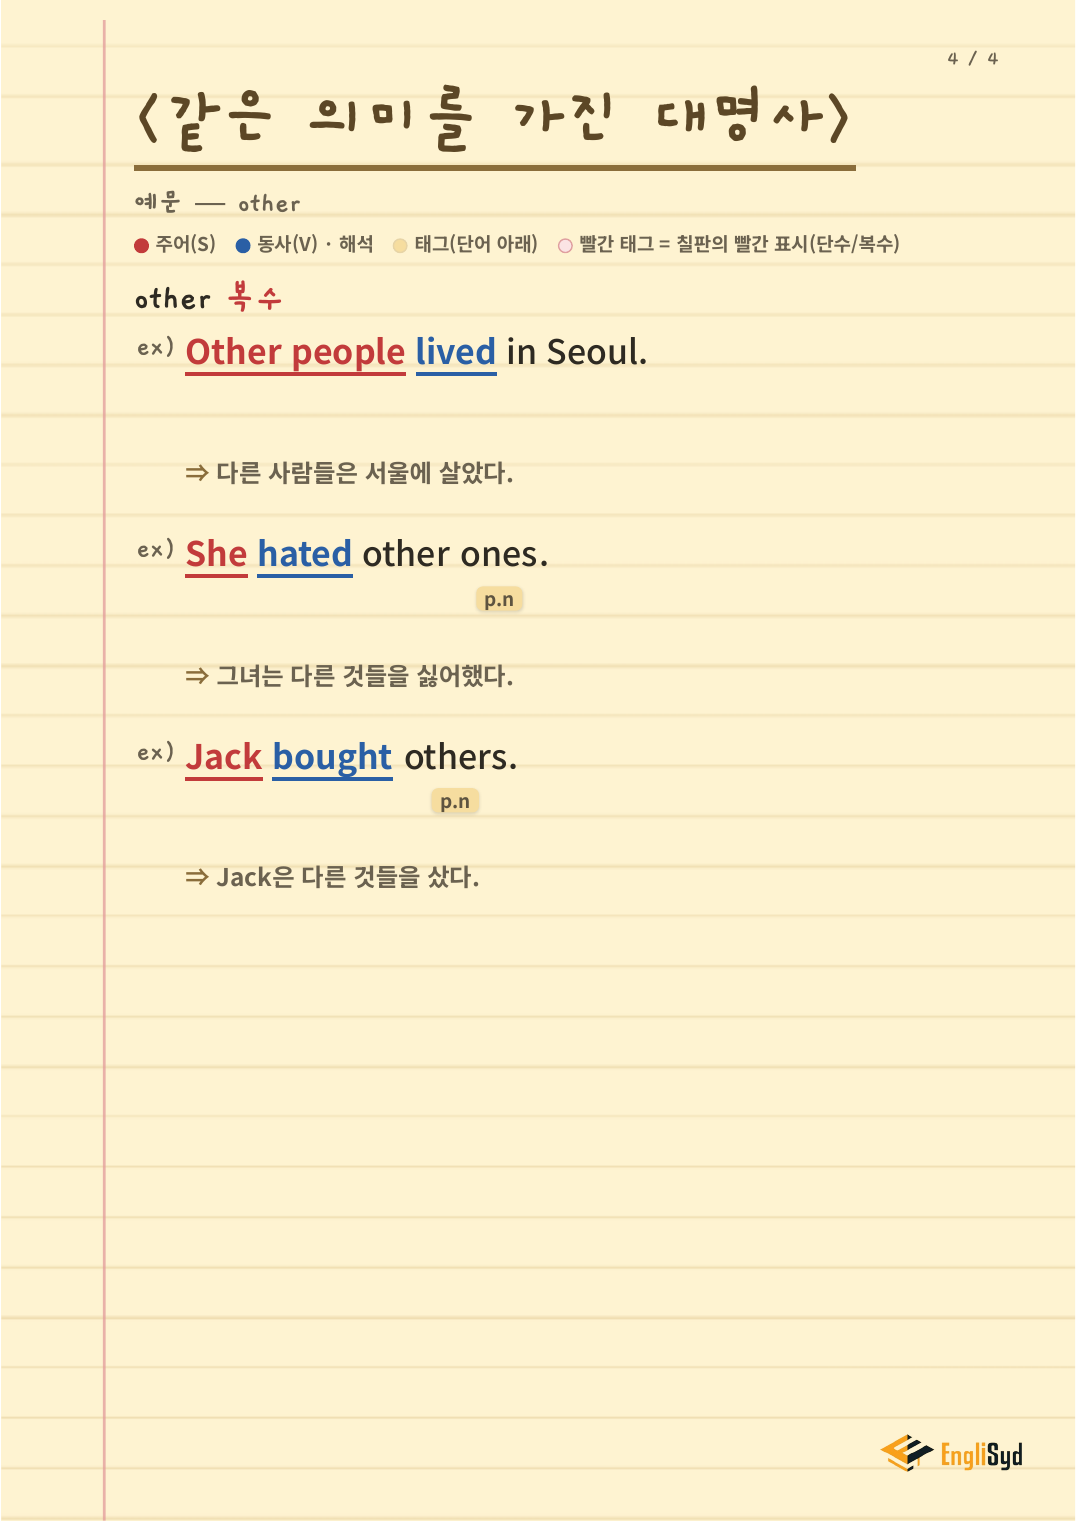 4 / 4
<같은 의미를 가진 대명사>
예문 — other
주어(S) 동사(V) · 해석 태그(단어 아래) 빨간 태그 = 칠판의 빨간 표시(단수/복수)
other 복수
ex) Other people lived in Seoul.
⇒ 다른 사람들은 서울에 살았다.
ex) She hated other ones.
p.n
⇒ 그녀는 다른 것들을 싫어했다.
ex) Jack bought others.
p.n
⇒ Jack은 다른 것들을 샀다.
EngliSyd